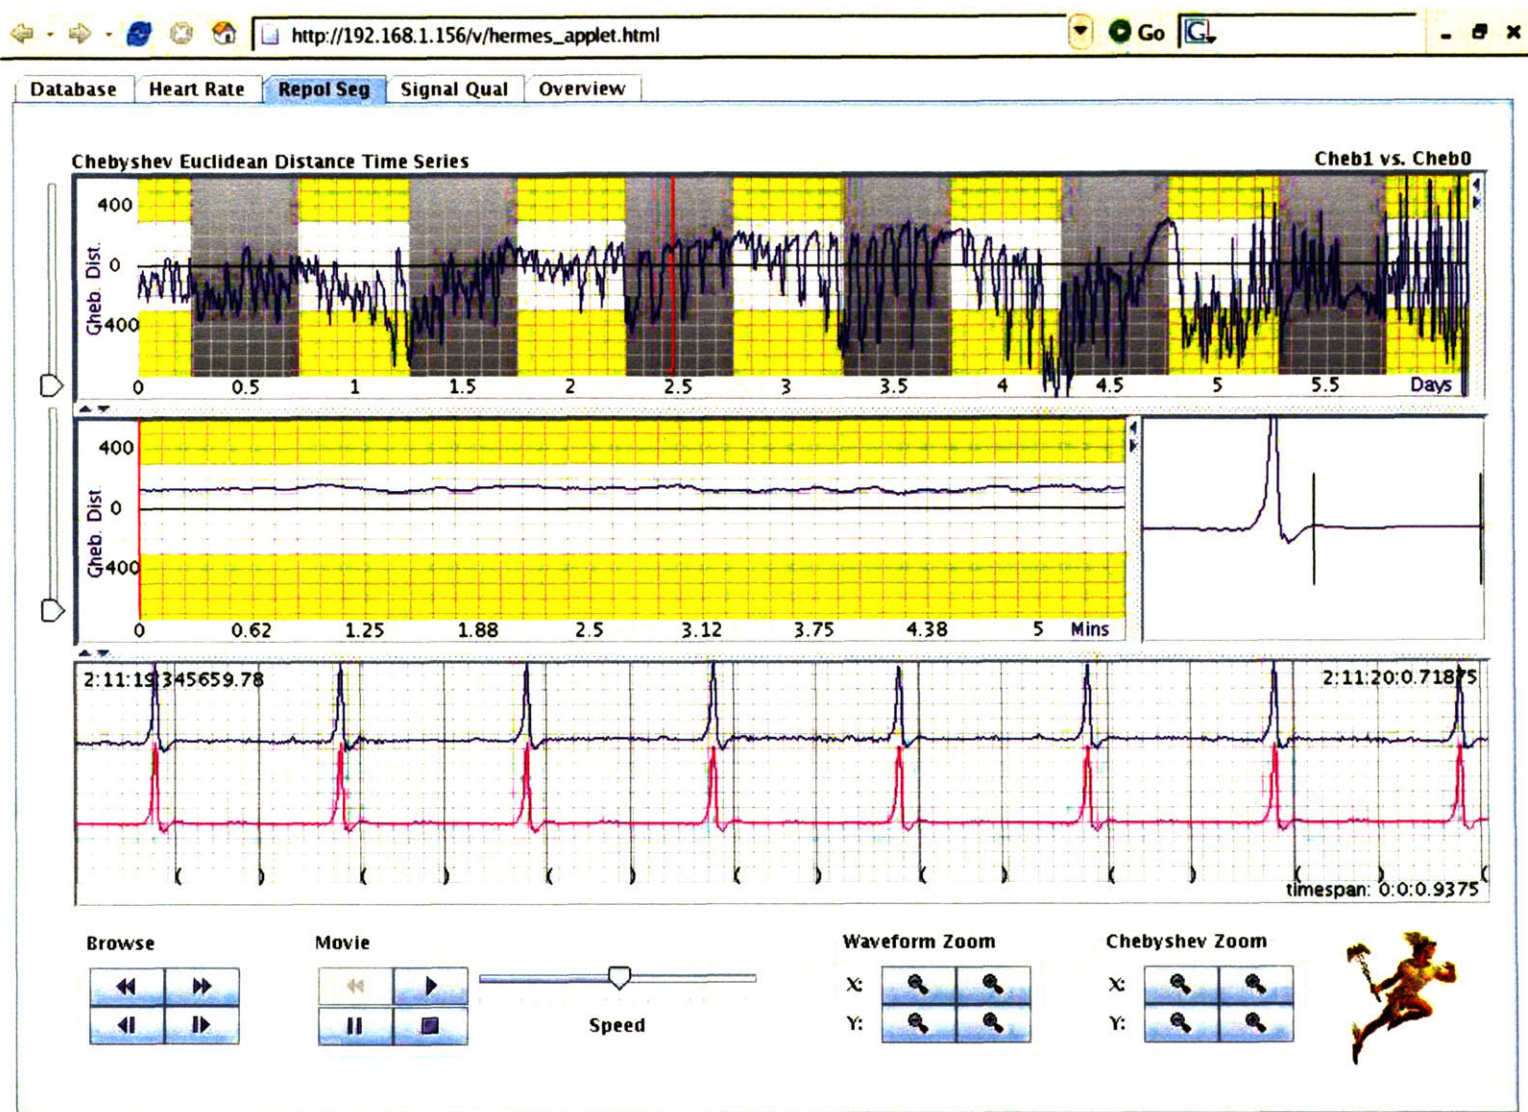 http://192.168.1.156/v/hermes_applet.html Go G
Database Heart Rate Repol Seg Signal Qual Overview
Chebyshev Euclidean Distance Time Series Cheb1 vs. Cheb0
400
0
400
Gheb. Dist.
0 0.5 1 1.5 2 2.5 3 3.5 4 4.5 5 5.5 Days
400
0
400
Gheb. Dist.
0 0.62 1.25 1.88 2.5 3.12 3.75 4.38 5 Mins
2:11:19:345659.78 2:11:20:0.71875
timespan: 0:0:0.9375
Browse Movie Waveform Zoom Chebyshev Zoom
X: X:
Speed Y: Y: